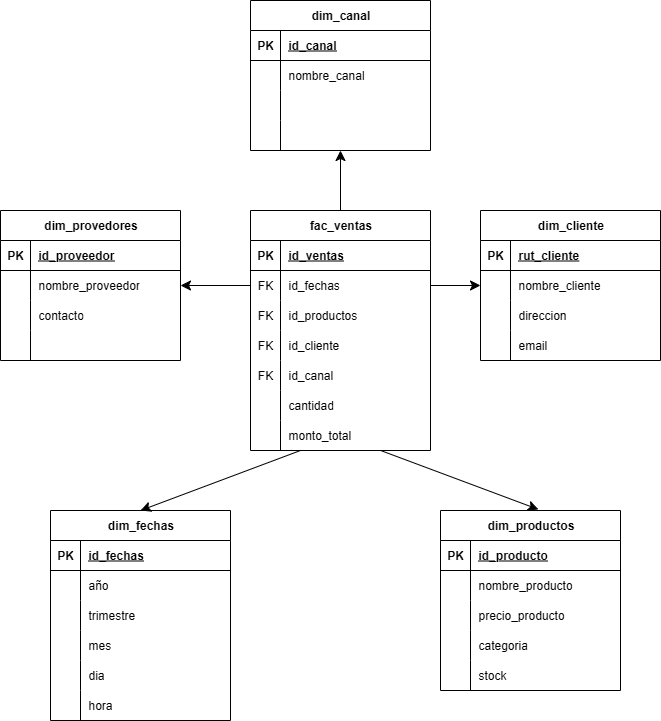 dim_canal
PK id_canal
nombre_canal
dim_provedores
PK id_proveedor
nombre_proveedor
contacto
fac_ventas
PK id_ventas
FK id_fechas
FK id_productos
FK id_cliente
FK id_canal
cantidad
monto_total
dim_cliente
PK rut_cliente
nombre_cliente
direccion
email
dim_fechas
PK id_fechas
año
trimestre
mes
dia
hora
dim_productos
PK id_producto
nombre_producto
precio_producto
categoria
stock